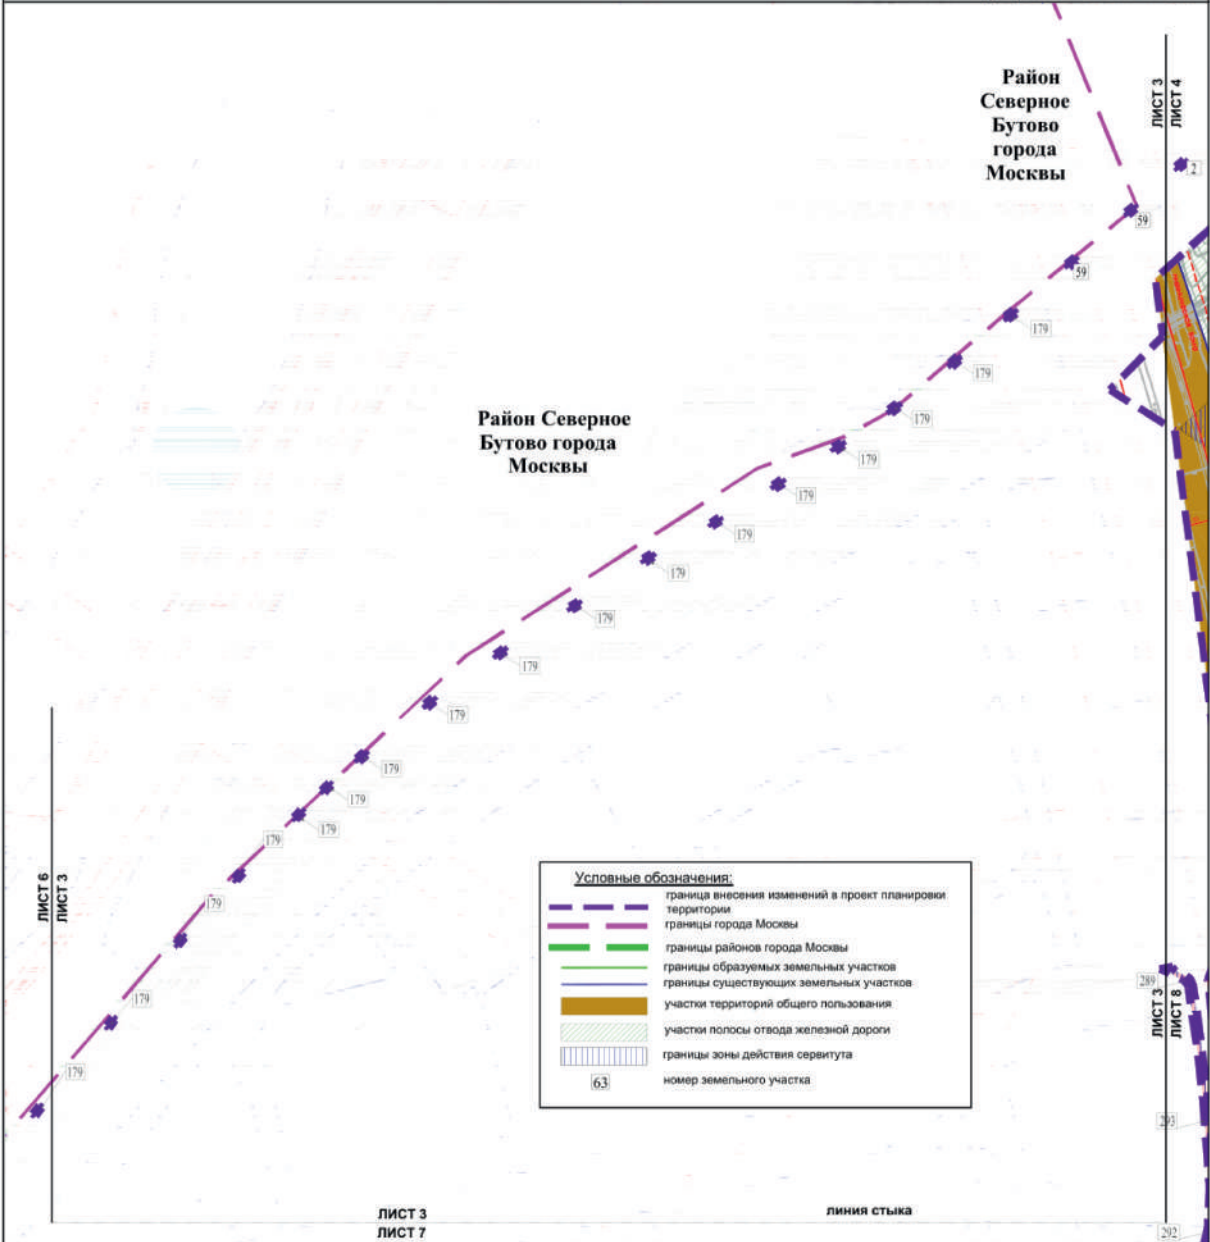 Район
Северное
Бутово
города
Москвы
ЛИСТ 3
ЛИСТ 4
2
59
59
179
179
179
179
Район Северное
Бутово города
Москвы
179
179
179
179
179
179
179
179
179
179
179
179
179
ЛИСТ 6
ЛИСТ 3
Условные обозначения:
граница внесения изменений в проект планировки
территории
границы города Москвы
границы районов города Москвы
границы образуемых земельных участков
границы существующих земельных участков
участки территорий общего пользования
участки полосы отвода железной дороги
границы зоны действия сервитута
63
номер земельного участка
289
ЛИСТ 3
ЛИСТ 8
293
292
ЛИСТ 3
ЛИСТ 7
линия стыка